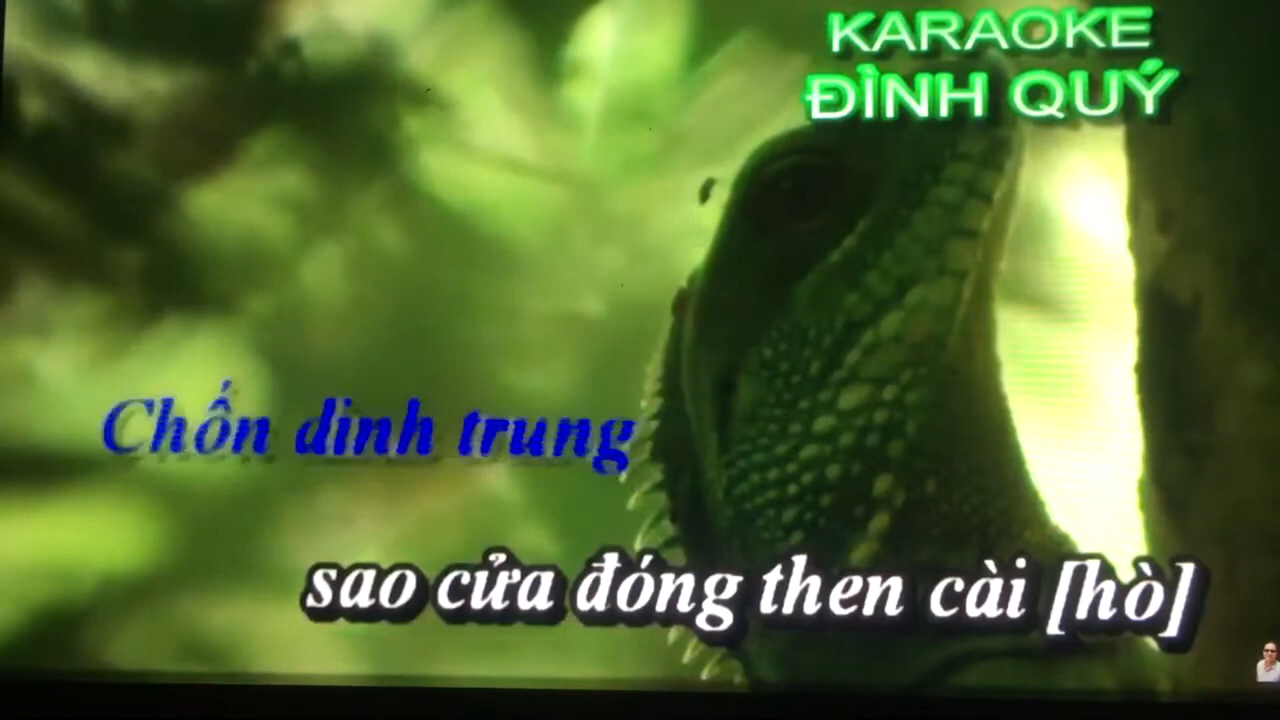 KARAOKE
ĐÌNH QUÝ
Chốn dinh trung
sao cửa đóng then cài [hò]